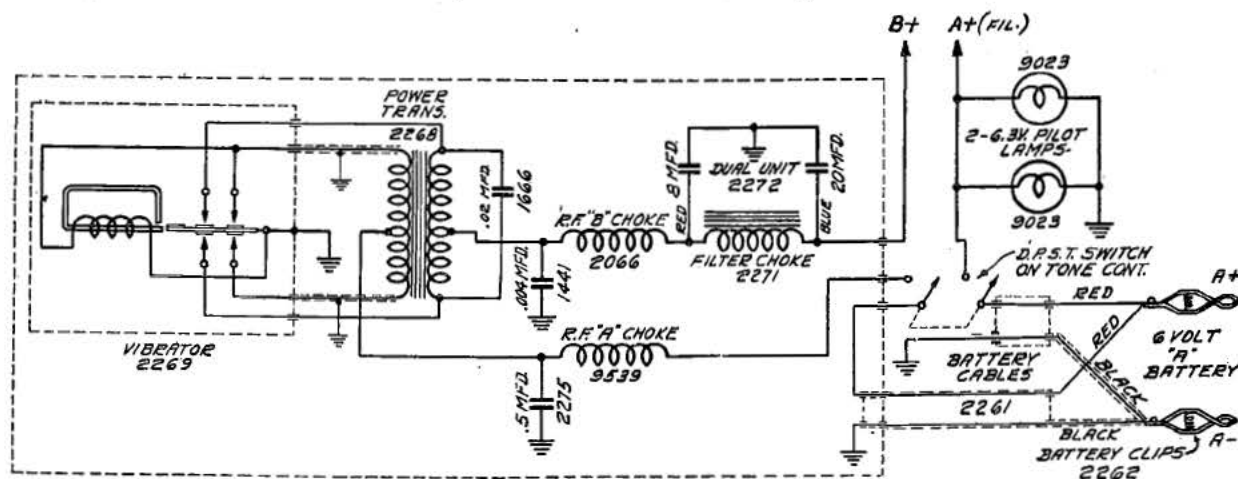 B+
A+ (FIL.)
9023
2-6.3V. PILOT
LAMPS-
9023
POWER
TRANS.
2268
.02 MFD.
1666
RED 8 MFD.
DUAL UNIT
2272
20 MFD.
BLUE
R.F. "B" CHOKE
2066
FILTER CHOKE
2271
.004 MFD.
1441
D.P.S.T. SWITCH
ON TONE CONT.
RED
A+
RED
6 VOLT
"A"
BATTERY
VIBRATOR
2269
R.F. "A" CHOKE
9539
.5 MFD.
2275
BATTERY
CABLES
2261
BLACK
BLACK
BATTERY CLIPS
2262
A-